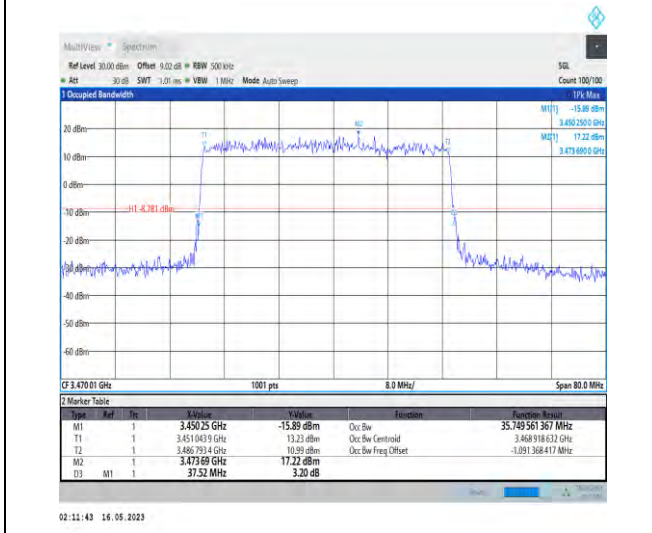 MultiView Spectrum
Ref Level 30.00 dBm Offset 9.02 dB RBW 500 kHz SGL
Att 30 dB SWT 1.01 ms VBW 1 MHz Mode Auto Sweep Count 100/100
1 Occupied Bandwidth 1Pk Max
M1[1] -15.89 dBm
3.450 250 0 GHz
M2[1] 17.22 dBm
3.473 690 0 GHz
20 dBm
M2
T1
T2
10 dBm
0 dBm
H1 -8.781 dBm
-10 dBm
M1
D3
-20 dBm
-30 dBm
-40 dBm
-50 dBm
-60 dBm
CF 3.470 01 GHz 1001 pts 8.0 MHz/ Span 80.0 MHz
2 Marker Table
Type Ref Trc X-Value Y-Value Function Function Result
M1 1 3.450 25 GHz -15.89 dBm Occ Bw 35.749 561 367 MHz
T1 1 3.451 043 9 GHz 13.23 dBm Occ Bw Centroid 3.468 918 632 GHz
T2 1 3.486 793 4 GHz 10.99 dBm Occ Bw Freq Offset -1.091 368 417 MHz
M2 1 3.473 69 GHz 17.22 dBm
D3 M1 1 37.52 MHz 3.20 dB
02:11:43 16.05.2023